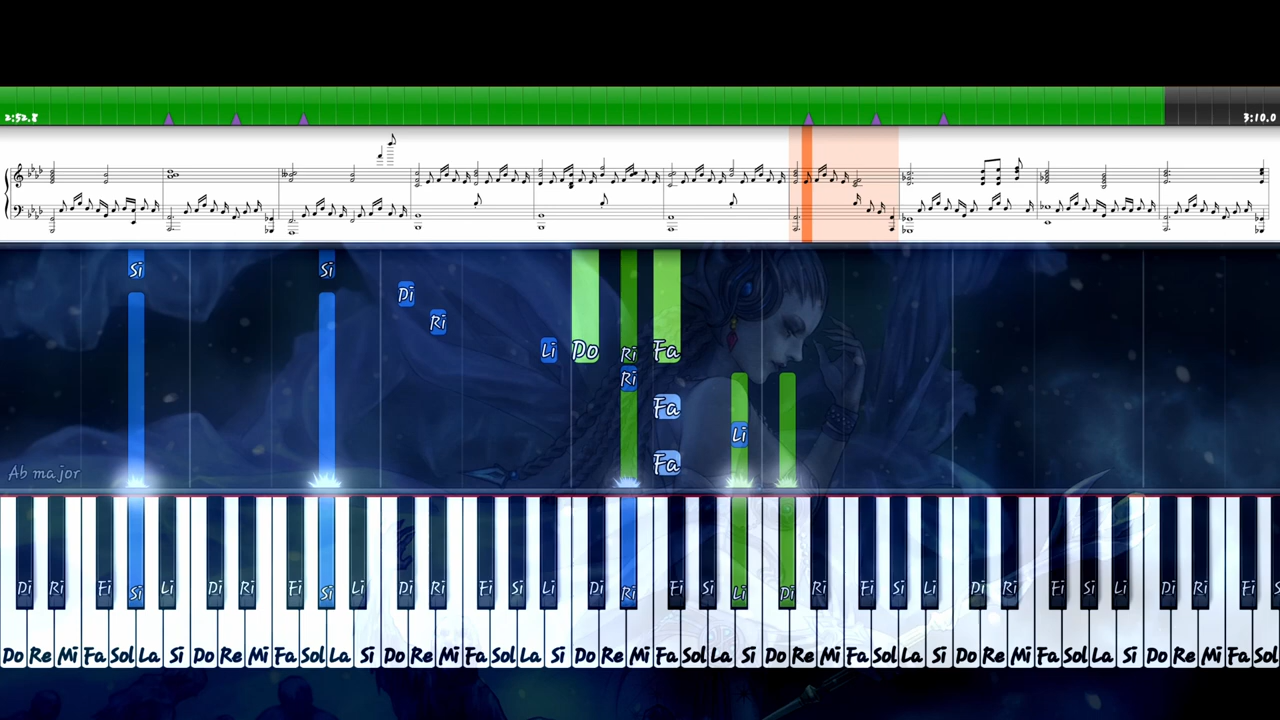 2:52.8 3:10.0
Si Si
Di
Ri
Li Do Ri Fa
Ri
Fa
Li
Fa
Ab major
Di Ri Fi Si Li Di Ri Fi Si Li Di Ri Fi Si Li Di Ri Fi Si Li Di Ri Fi Si Li Di Ri Fi Si Li Di Ri Fi S
Do Re Mi Fa Sol La Si Do Re Mi Fa Sol La Si Do Re Mi Fa Sol La Si Do Re Mi Fa Sol La Si Do Re Mi Fa Sol La Si Do Re Mi Fa Sol La Si Do Re Mi Fa Sol